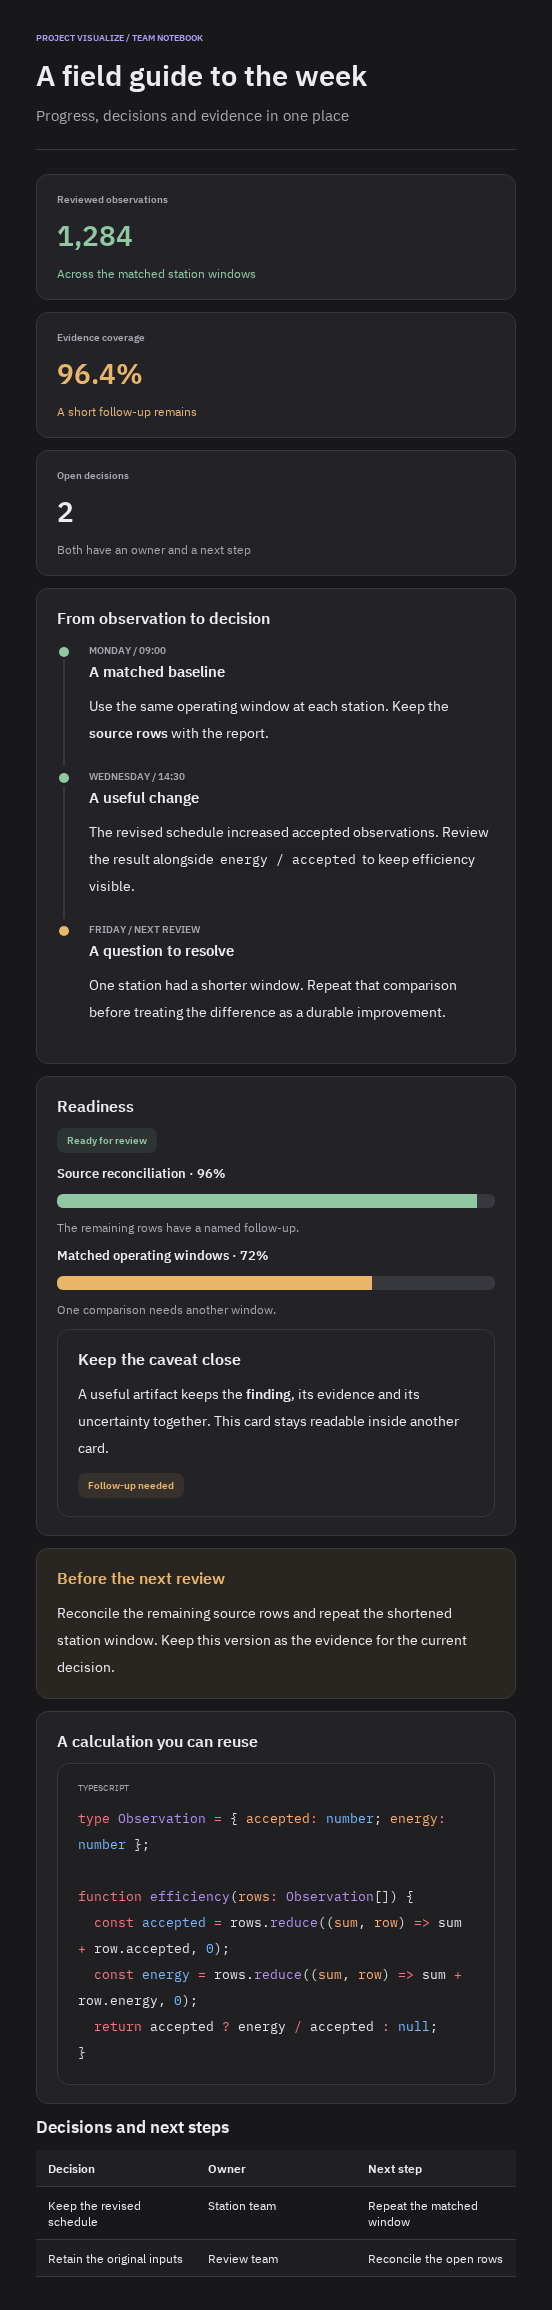 PROJECT VISUALIZE / TEAM NOTEBOOK
A field guide to the week
Progress, decisions and evidence in one place
Reviewed observations
1,284
Across the matched station windows
Evidence coverage
96.4%
A short follow-up remains
Open decisions
2
Both have an owner and a next step
From observation to decision
MONDAY / 09:00
A matched baseline
Use the same operating window at each station. Keep the
source rows with the report.
WEDNESDAY / 14:30
A useful change
The revised schedule increased accepted observations. Review
the result alongside energy / accepted to keep efficiency
visible.
FRIDAY / NEXT REVIEW
A question to resolve
One station had a shorter window. Repeat that comparison
before treating the difference as a durable improvement.
Readiness
Ready for review
Source reconciliation · 96%
The remaining rows have a named follow-up.
Matched operating windows · 72%
One comparison needs another window.
Keep the caveat close
A useful artifact keeps the finding, its evidence and its
uncertainty together. This card stays readable inside another
card.
Follow-up needed
Before the next review
Reconcile the remaining source rows and repeat the shortened
station window. Keep this version as the evidence for the current
decision.
A calculation you can reuse
TYPESCRIPT
type Observation = { accepted: number; energy:
number };
function efficiency(rows: Observation[]) {
  const accepted = rows.reduce((sum, row) => sum
+ row.accepted, 0);
  const energy = rows.reduce((sum, row) => sum +
row.energy, 0);
  return accepted ? energy / accepted : null;
}
Decisions and next steps
Decision Owner Next step
Keep the revised schedule Station team Repeat the matched window
Retain the original inputs Review team Reconcile the open rows